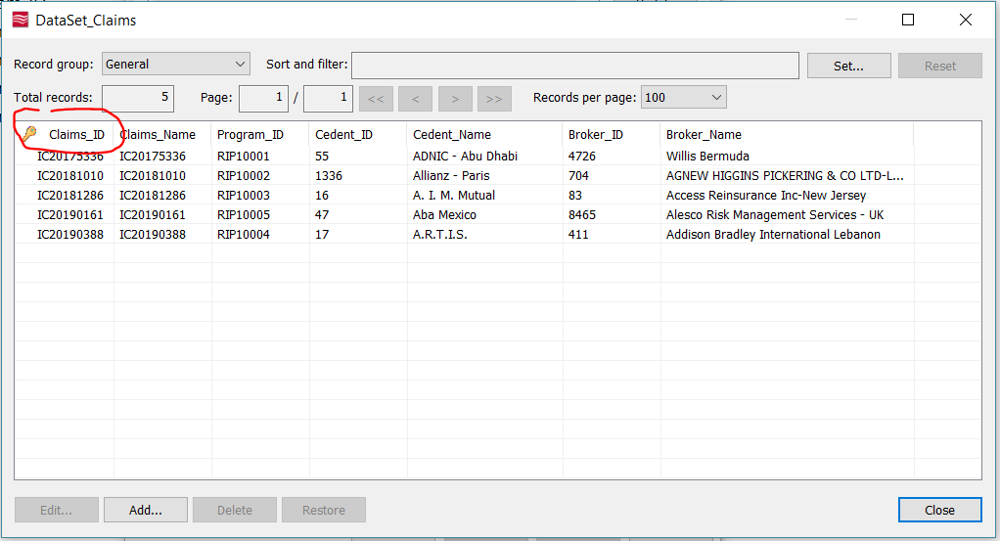 DataSet_Claims
Record group: General Sort and filter: Set... Reset
Total records: 5 Page: 1 / 1 << < > >> Records per page: 100
Claims_ID Claims_Name Program_ID Cedent_ID Cedent_Name Broker_ID Broker_Name
IC20175336 IC20175336 RIP10001 55 ADNIC - Abu Dhabi 4726 Willis Bermuda
IC20181010 IC20181010 RIP10002 1336 Allianz - Paris 704 AGNEW HIGGINS PICKERING & CO LTD-L...
IC20181286 IC20181286 RIP10003 16 A. I. M. Mutual 83 Access Reinsurance Inc-New Jersey
IC20190161 IC20190161 RIP10005 47 Aba Mexico 8465 Alesco Risk Management Services - UK
IC20190388 IC20190388 RIP10004 17 A.R.T.I.S. 411 Addison Bradley International Lebanon
Edit... Add... Delete Restore Close